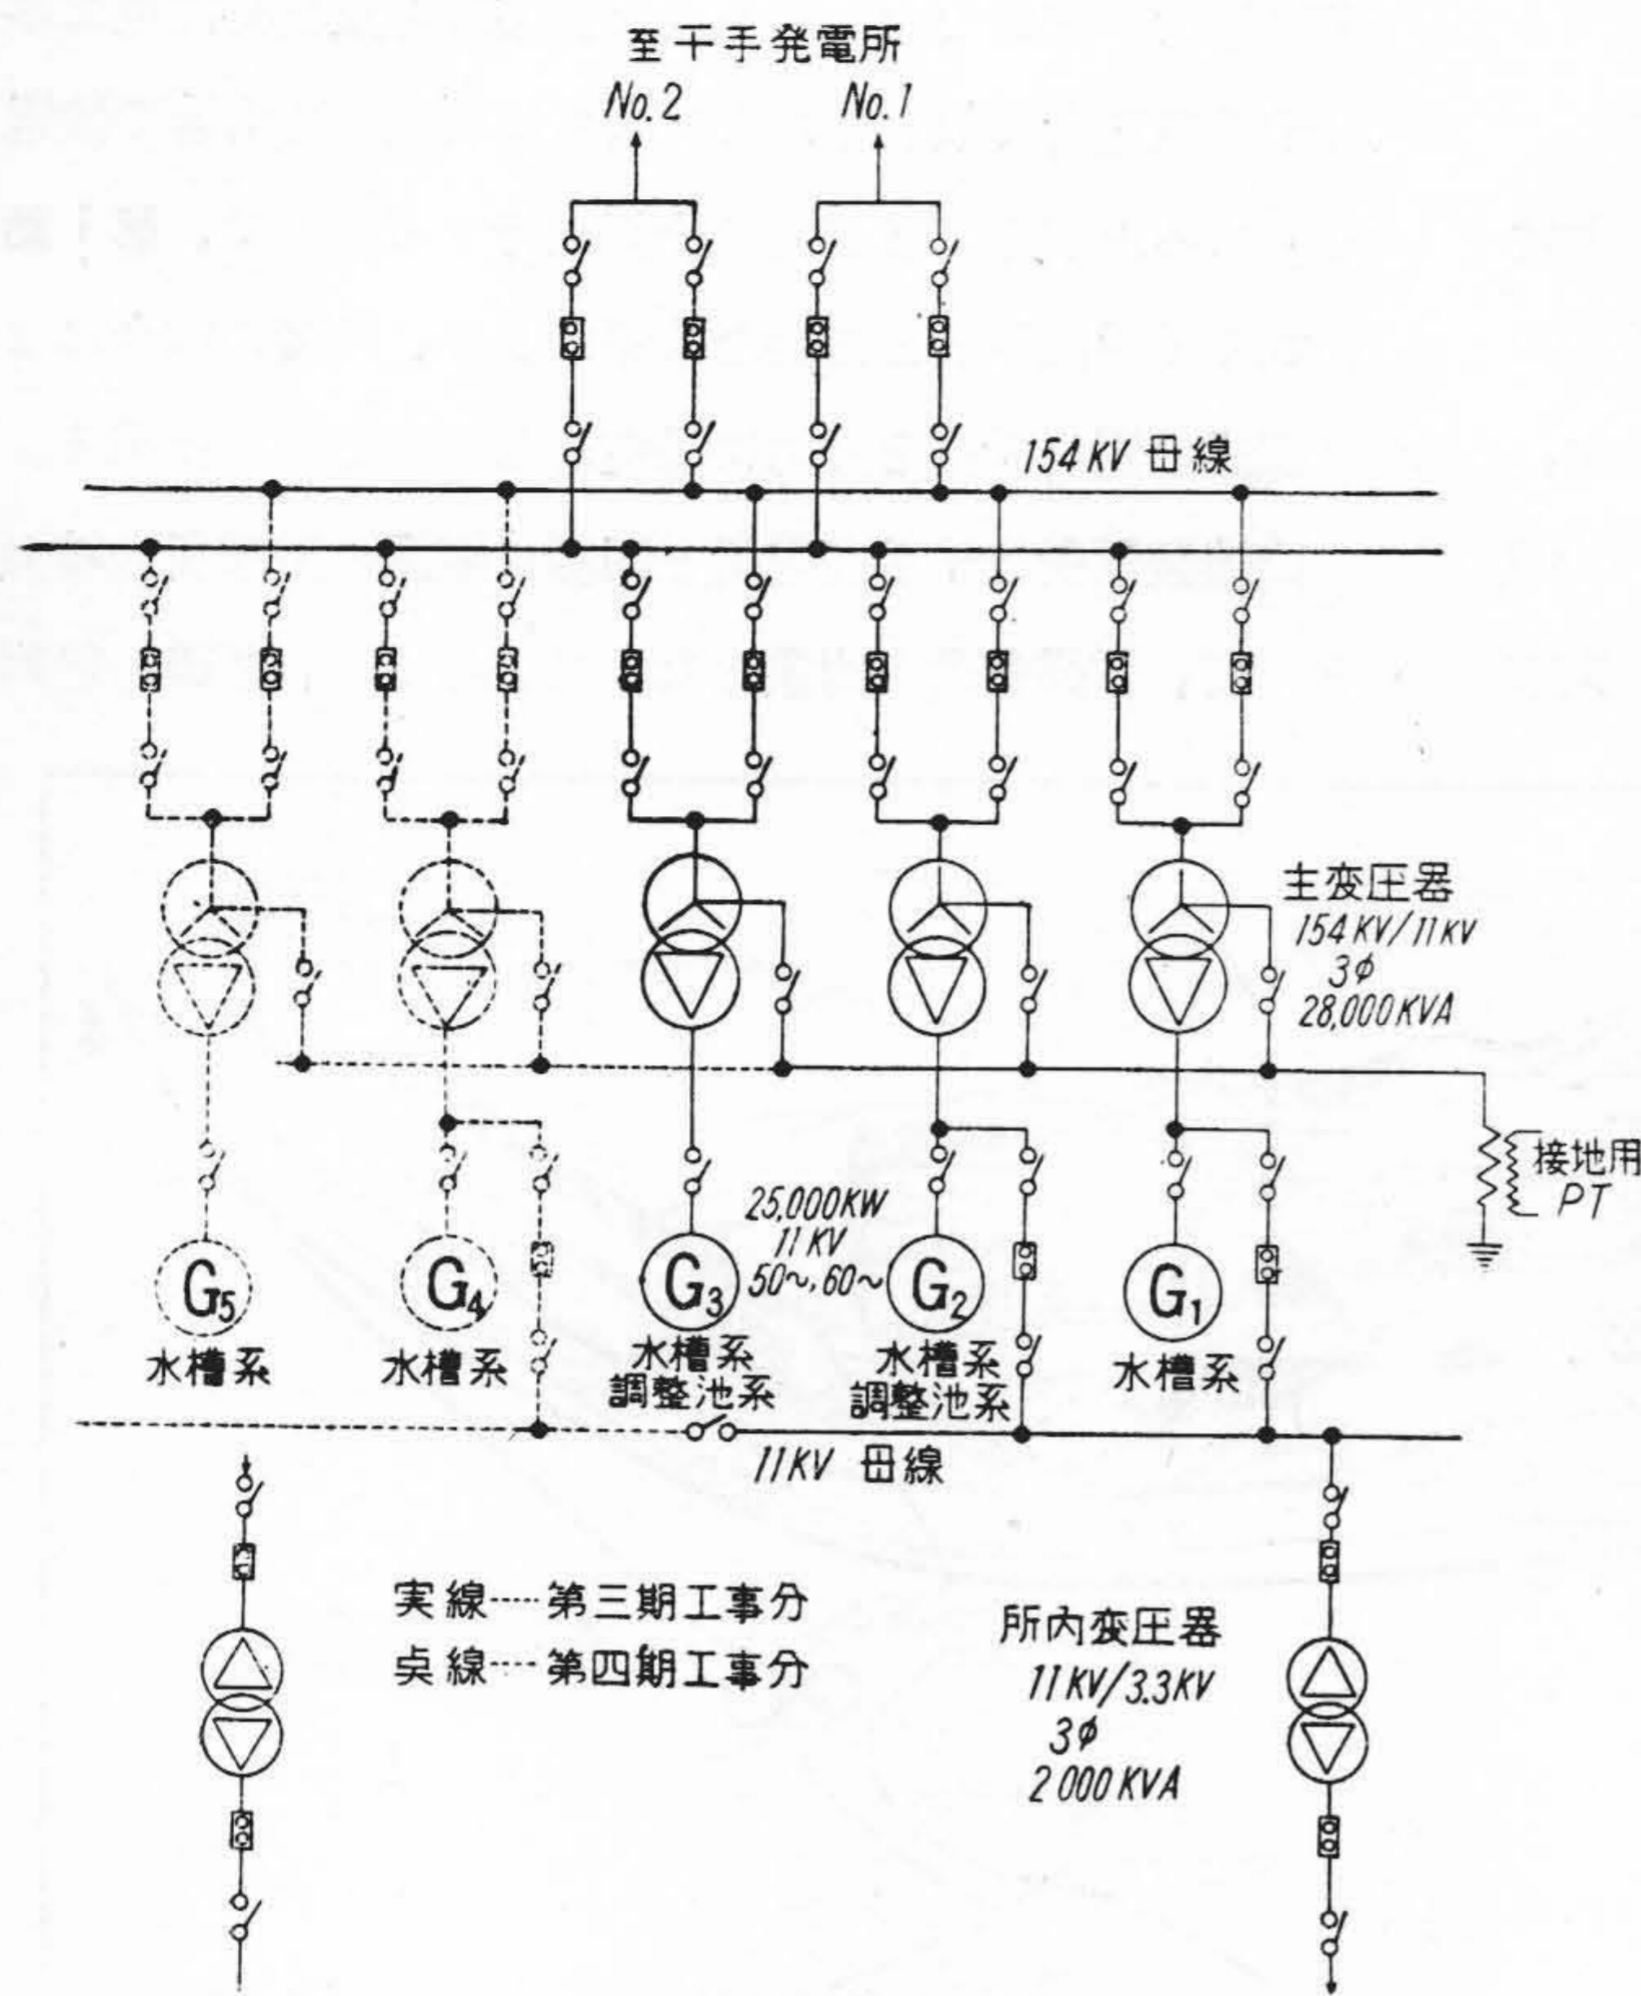 至千手発電所
No.2
No.1
154KV 母線
主変圧器
154KV/11KV
3φ
28,000KVA
接地用
PT
25,000KW
11KV
50~,60~
G5
G4
G3
G2
G1
水槽系
水槽系
水槽系
調整池系
水槽系
調整池系
水槽系
11KV 母線
実線……第三期工事分
点線……第四期工事分
所内変圧器
11KV/3.3KV
3φ
2000KVA